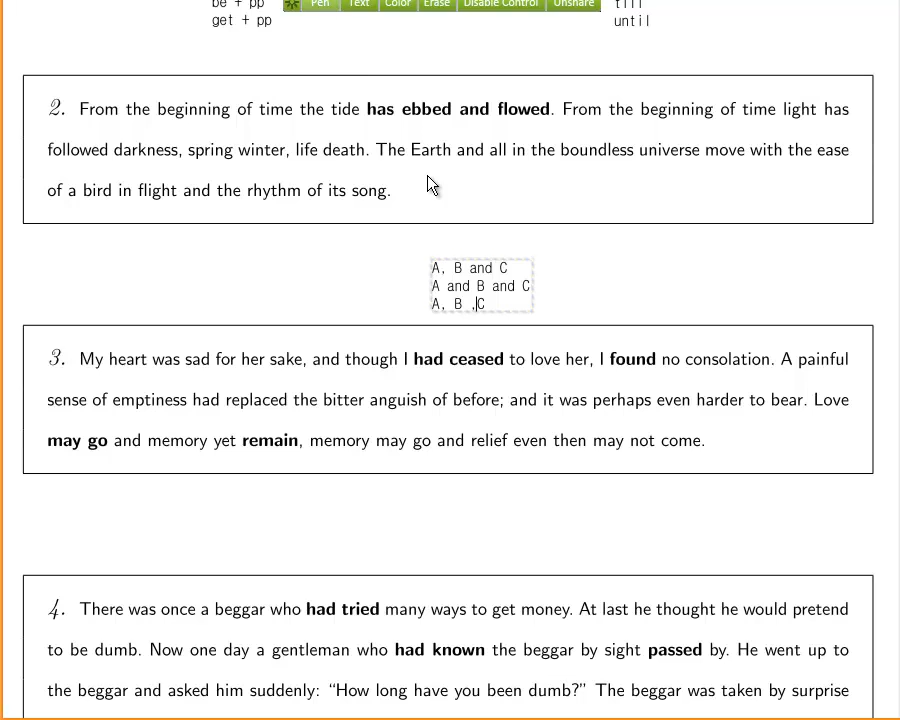 be + pp
Pen Text Color Erase Disable Control Unshare
till
get + pp
until
2. From the beginning of time the tide has ebbed and flowed. From the beginning of time light has
followed darkness, spring winter, life death. The Earth and all in the boundless universe move with the ease
of a bird in flight and the rhythm of its song.
A, B and C
A and B and C
A, B ,C
3. My heart was sad for her sake, and though I had ceased to love her, I found no consolation. A painful
sense of emptiness had replaced the bitter anguish of before; and it was perhaps even harder to bear. Love
may go and memory yet remain, memory may go and relief even then may not come.
4. There was once a beggar who had tried many ways to get money. At last he thought he would pretend
to be dumb. Now one day a gentleman who had known the beggar by sight passed by. He went up to
the beggar and asked him suddenly: “How long have you been dumb?” The beggar was taken by surprise